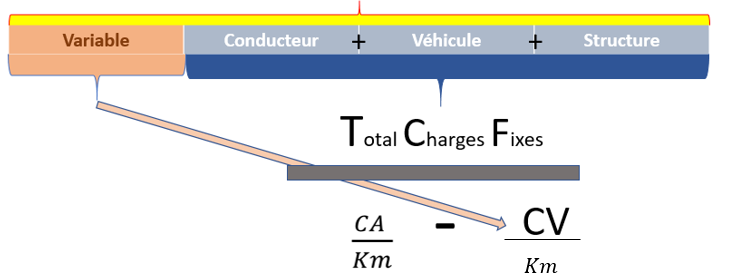 Variable Conducteur + Véhicule + Structure
Total Charges Fixes
CA - CV
Km Km